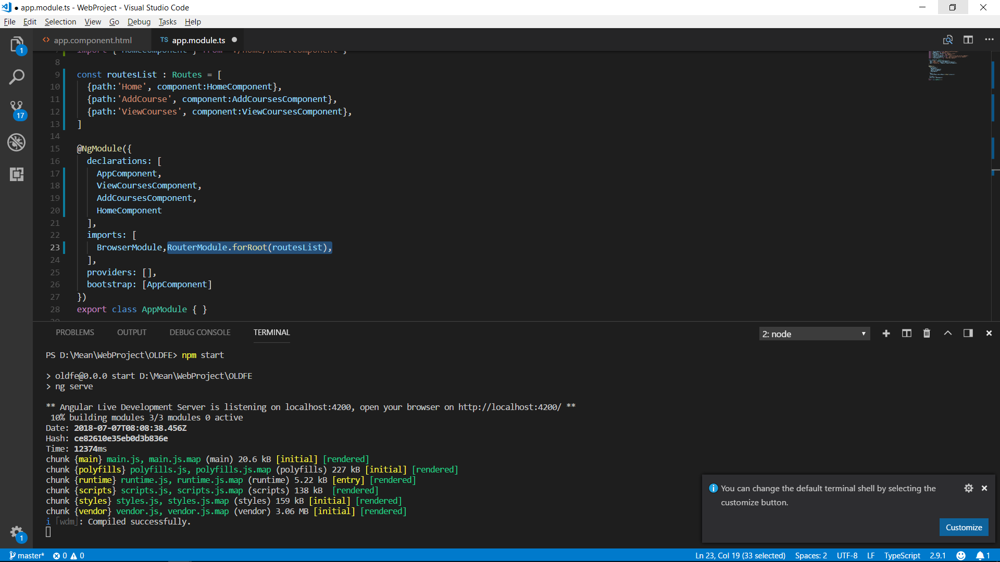 ● app.module.ts - WebProject - Visual Studio Code
File Edit Selection View Go Debug Tasks Help
<> app.component.html TS app.module.ts ●
1
17
1
7 import { HomeComponent } from './home/home.component';
8
9 const routesList : Routes = [
10 {path:'Home', component:HomeComponent},
11 {path:'AddCourse', component:AddCoursesComponent},
12 {path:'ViewCourses', component:ViewCoursesComponent},
13 ]
14
15 @NgModule({
16 declarations: [
17 AppComponent,
18 ViewCoursesComponent,
19 AddCoursesComponent,
20 HomeComponent
21 ],
22 imports: [
23 BrowserModule,RouterModule.forRoot(routesList),
24 ],
25 providers: [],
26 bootstrap: [AppComponent]
27 })
28 export class AppModule { }
29
PROBLEMS OUTPUT DEBUG CONSOLE TERMINAL 2: node
PS D:\Mean\WebProject\OLDFE> npm start
> oldfe@0.0.0 start D:\Mean\WebProject\OLDFE
> ng serve
** Angular Live Development Server is listening on localhost:4200, open your browser on http://localhost:4200/ **
10% building modules 3/3 modules 0 active
Date: 2018-07-07T08:08:38.456Z
Hash: ce82610e35eb0d3b836e
Time: 12374ms
chunk {main} main.js, main.js.map (main) 20.6 kB [initial] [rendered]
chunk {polyfills} polyfills.js, polyfills.js.map (polyfills) 227 kB [initial] [rendered]
chunk {runtime} runtime.js, runtime.js.map (runtime) 5.22 kB [entry] [rendered]
chunk {scripts} scripts.js, scripts.js.map (scripts) 138 kB [rendered]
chunk {styles} styles.js, styles.js.map (styles) 159 kB [initial] [rendered]
chunk {vendor} vendor.js, vendor.js.map (vendor) 3.06 MB [initial] [rendered]
i ｢wdm｣: Compiled successfully.
You can change the default terminal shell by selecting the
customize button.
Customize
master* 0 0 Ln 23, Col 19 (33 selected) Spaces: 2 UTF-8 LF TypeScript 2.9.1 1